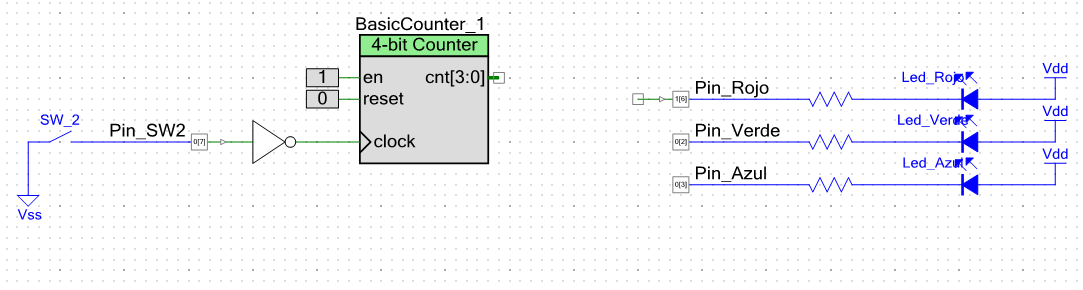 BasicCounter_1
4-bit Counter
1
en
cnt[3:0]
0
reset
clock
SW_2
Pin_SW2
0[7]
Vss
Pin_Rojo
1[6]
Led_Rojo
Vdd
Pin_Verde
0[2]
Led_Verde
Vdd
Pin_Azul
0[3]
Led_Azul
Vdd